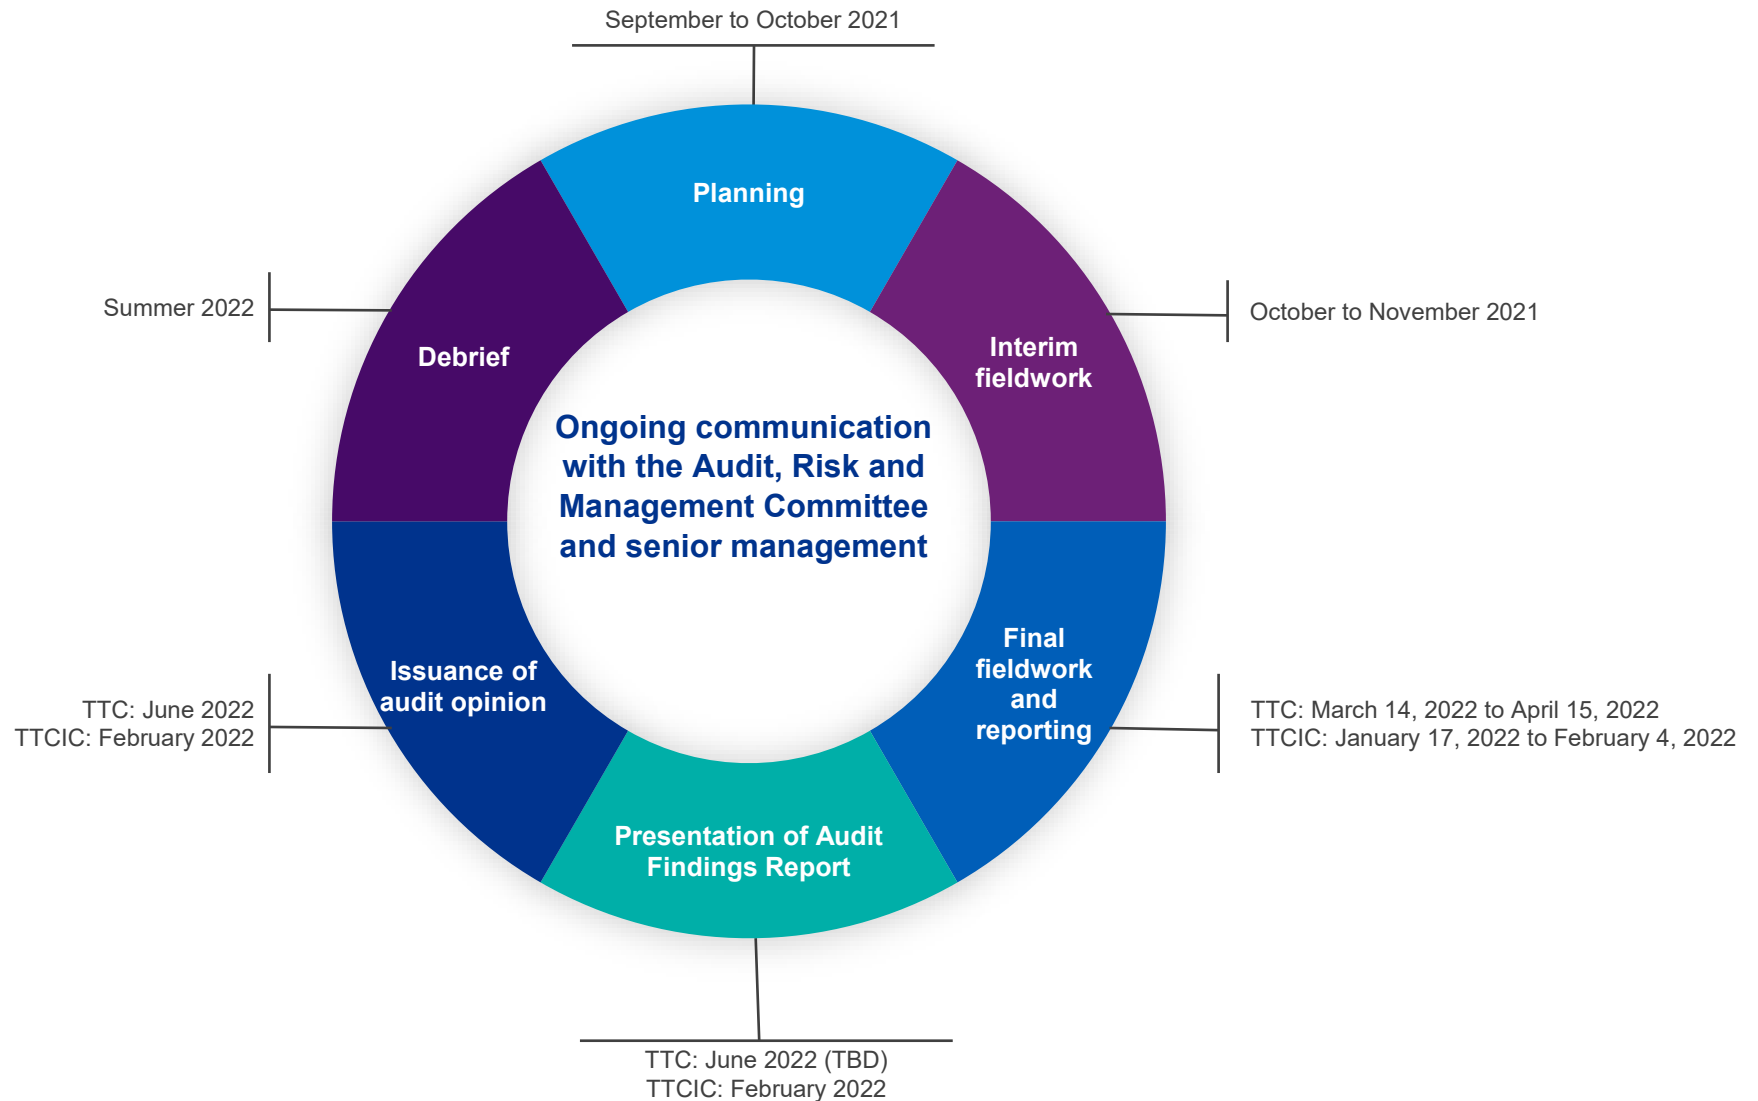 September to October 2021
Planning
Summer 2022
October to November 2021
Debrief
Interim
fieldwork
Ongoing communication
with the Audit, Risk and
Management Committee
and senior management
Final
fieldwork
and
reporting
Issuance of
audit opinion
TTC: June 2022
TTCIC: February 2022
TTC: March 14, 2022 to April 15, 2022
TTCIC: January 17, 2022 to February 4, 2022
Presentation of Audit
Findings Report
TTC: June 2022 (TBD)
TTCIC: February 2022